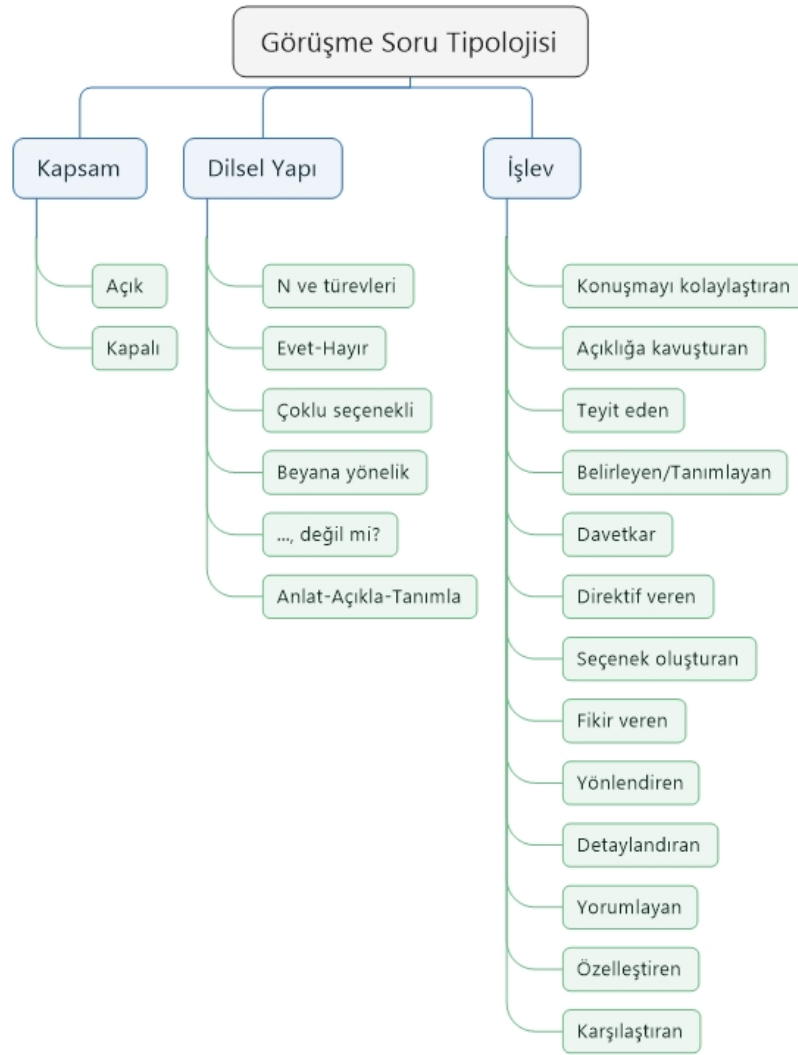 Görüşme Soru Tipolojisi
Kapsam
Açık
Kapalı
Dilsel Yapı
N ve türevleri
Evet-Hayır
Çoklu seçenekli
Beyana yönelik
..., değil mi?
Anlat-Açıkla-Tanımla
İşlev
Konuşmayı kolaylaştıran
Açıklığa kavuşturan
Teyit eden
Belirleyen/Tanımlayan
Davetkar
Direktif veren
Seçenek oluşturan
Fikir veren
Yönlendiren
Detaylandıran
Yorumlayan
Özelleştiren
Karşılaştıran